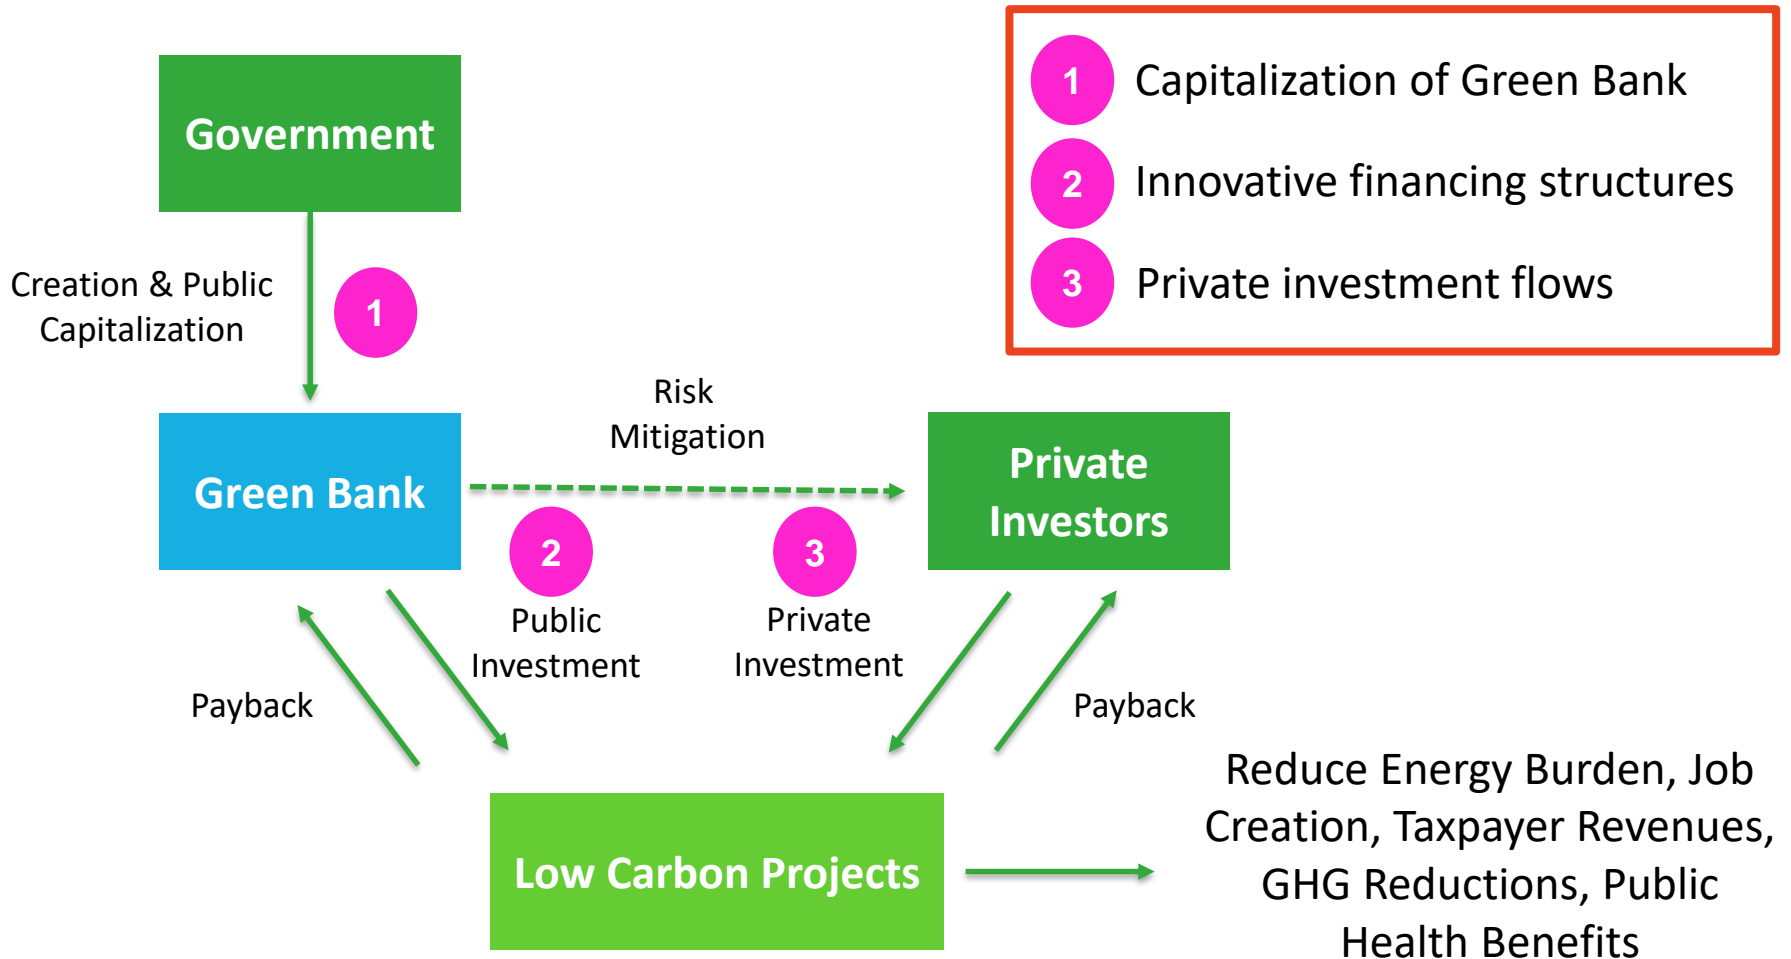 Government
1 Capitalization of Green Bank
2 Innovative financing structures
3 Private investment flows
Creation & Public
Capitalization
1
Risk
Mitigation
Green Bank
Private
Investors
2
3
Public
Investment
Private
Investment
Payback
Payback
Low Carbon Projects
Reduce Energy Burden, Job
Creation, Taxpayer Revenues,
GHG Reductions, Public
Health Benefits